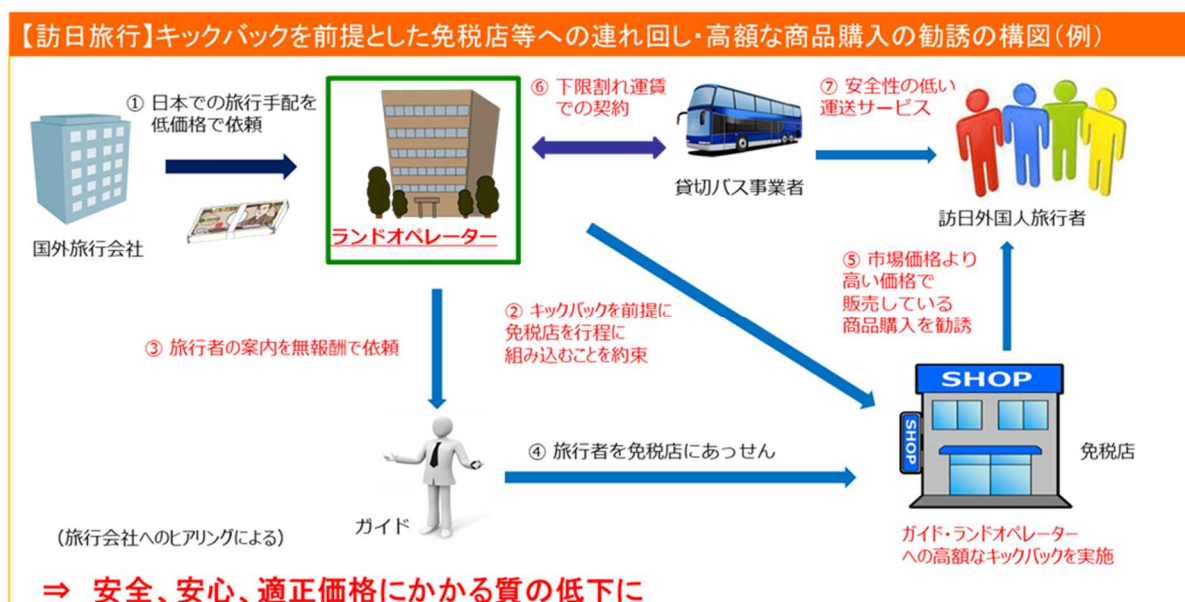 【訪日旅行】キックバックを前提とした免税店等への連れ回し・高額な商品購入の勧誘の構図(例)
① 日本での旅行手配を
低価格で依頼
国外旅行会社
ランドオペレーター
⑥ 下限割れ運賃
での契約
貸切バス事業者
⑦ 安全性の低い
運送サービス
訪日外国人旅行者
③ 旅行者の案内を無報酬で依頼
② キックバックを前提に
免税店を行程に
組み込むことを約束
⑤ 市場価格より
高い価格で
販売している
商品購入を勧誘
SHOP
SHOP
免税店
④ 旅行者を免税店にあっせん
ガイド
(旅行会社へのヒアリングによる)
ガイド・ランドオペレーター
への高額なキックバックを実施
⇒ 安全、安心、適正価格にかかる質の低下に